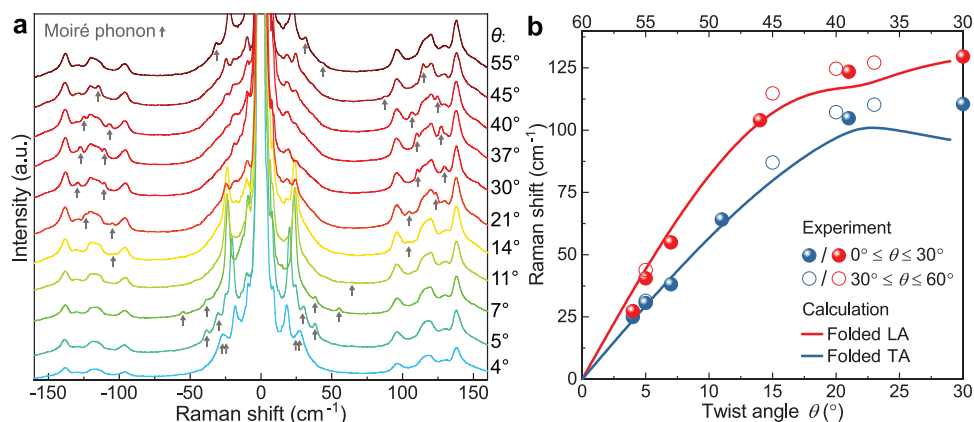 a
Moiré phonon
θ:
55°
45°
40°
37°
30°
21°
14°
11°
7°
5°
4°
Intensity (a.u.)
-150 -100 -50 0 50 100 150
Raman shift (cm⁻¹)
b
60 55 50 45 40 35 30
125
100
75
50
25
0
Raman shift (cm⁻¹)
Experiment
/ 0° ≤ θ ≤ 30°
/ 30° ≤ θ ≤ 60°
Calculation
Folded LA
Folded TA
0 5 10 15 20 25 30
Twist angle θ (°)